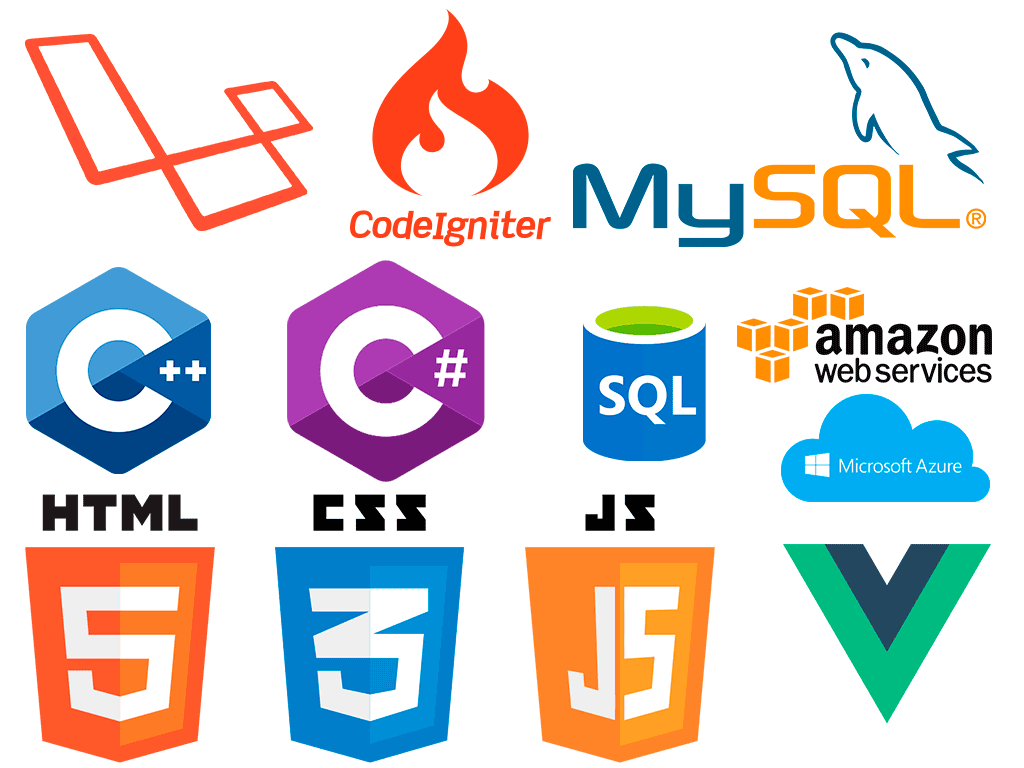 CodeIgniter
MySQL®
C++
C#
SQL
amazon
web services
Microsoft Azure
HTML
CSS
JS
5
3
JS